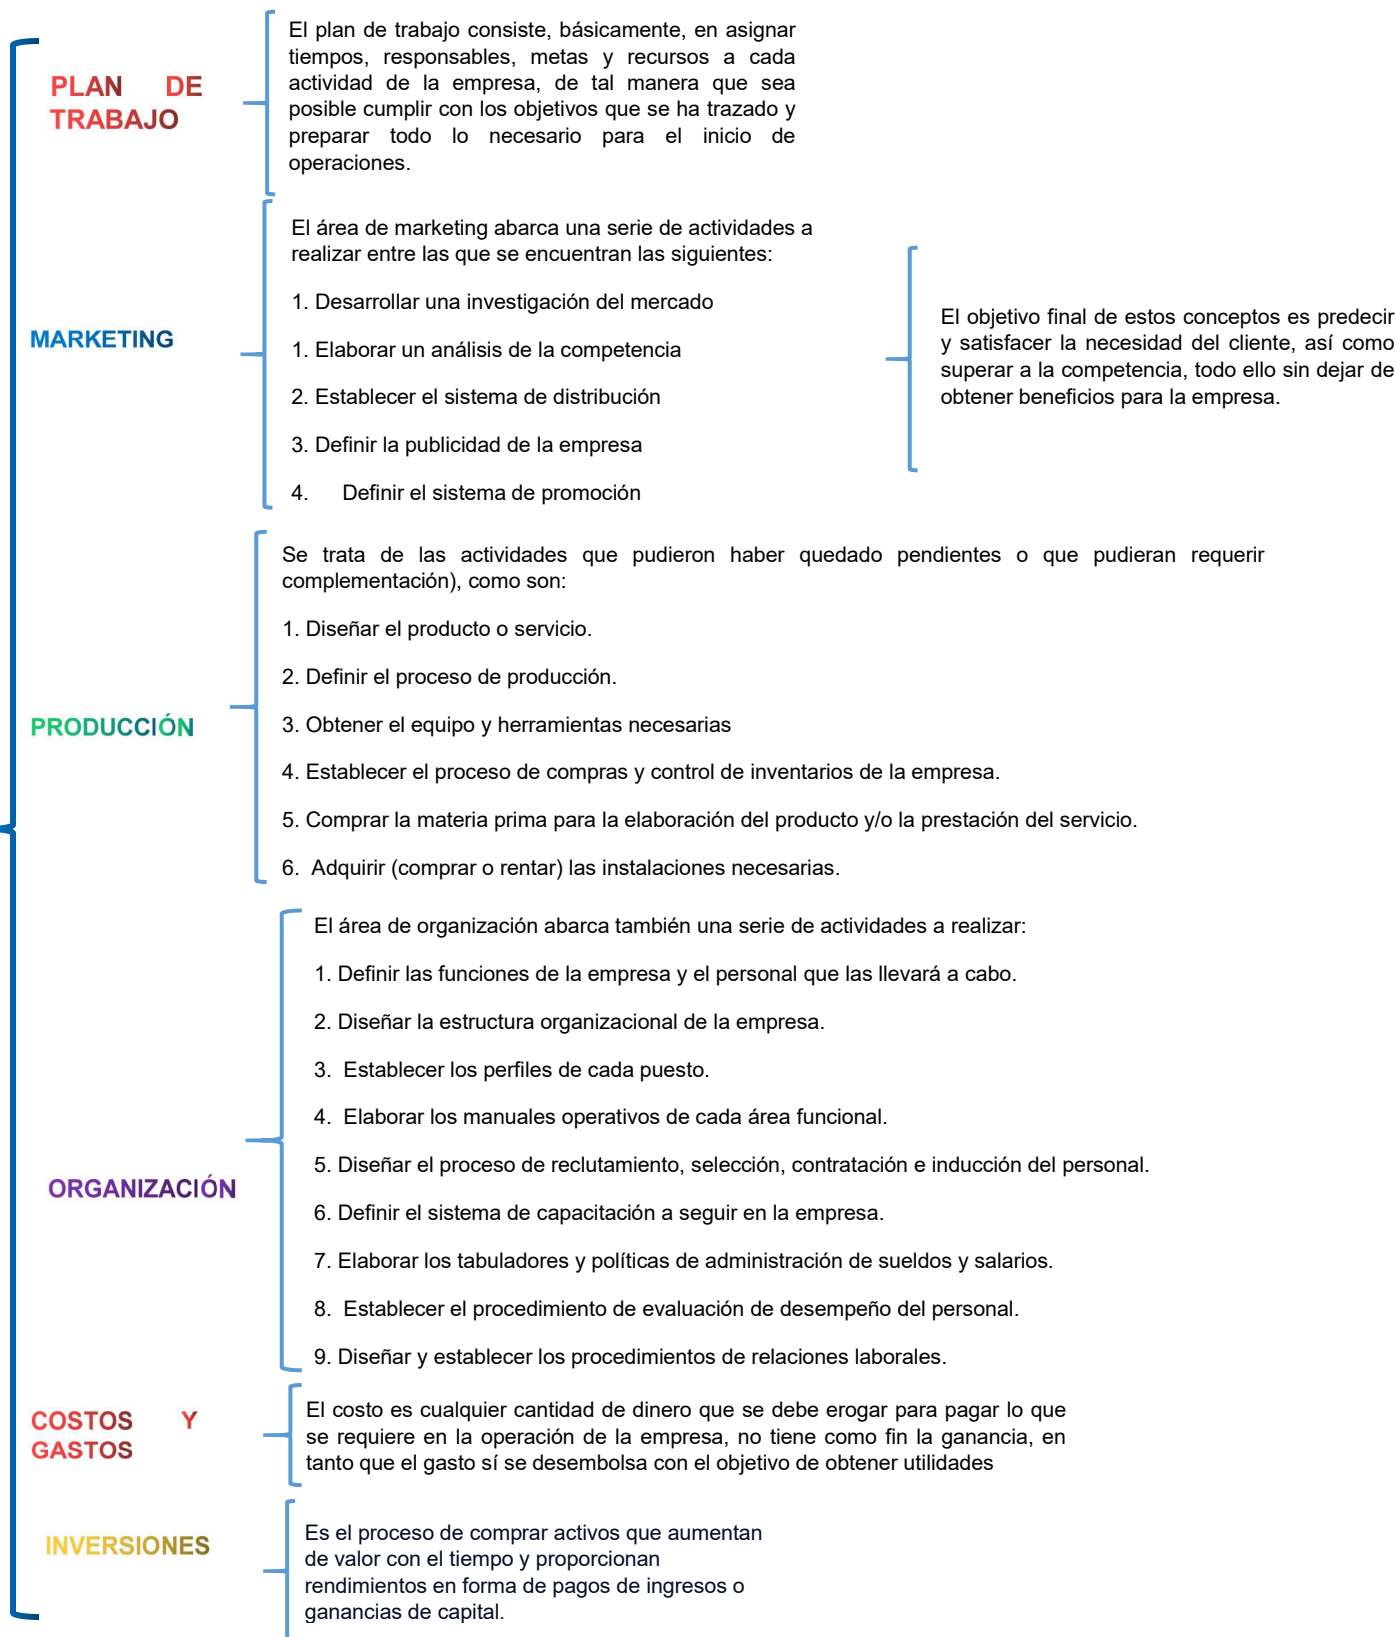 PLAN DE
TRABAJO
El plan de trabajo consiste, básicamente, en asignar
tiempos, responsables, metas y recursos a cada
actividad de la empresa, de tal manera que sea
posible cumplir con los objetivos que se ha trazado y
preparar todo lo necesario para el inicio de
operaciones.
MARKETING
El área de marketing abarca una serie de actividades a
realizar entre las que se encuentran las siguientes:
1. Desarrollar una investigación del mercado
1. Elaborar un análisis de la competencia
2. Establecer el sistema de distribución
3. Definir la publicidad de la empresa
4. Definir el sistema de promoción
El objetivo final de estos conceptos es predecir
y satisfacer la necesidad del cliente, así como
superar a la competencia, todo ello sin dejar de
obtener beneficios para la empresa.
PRODUCCIÓN
Se trata de las actividades que pudieron haber quedado pendientes o que pudieran requerir
complementación), como son:
1. Diseñar el producto o servicio.
2. Definir el proceso de producción.
3. Obtener el equipo y herramientas necesarias
4. Establecer el proceso de compras y control de inventarios de la empresa.
5. Comprar la materia prima para la elaboración del producto y/o la prestación del servicio.
6. Adquirir (comprar o rentar) las instalaciones necesarias.
ORGANIZACIÓN
El área de organización abarca también una serie de actividades a realizar:
1. Definir las funciones de la empresa y el personal que las llevará a cabo.
2. Diseñar la estructura organizacional de la empresa.
3. Establecer los perfiles de cada puesto.
4. Elaborar los manuales operativos de cada área funcional.
5. Diseñar el proceso de reclutamiento, selección, contratación e inducción del personal.
6. Definir el sistema de capacitación a seguir en la empresa.
7. Elaborar los tabuladores y políticas de administración de sueldos y salarios.
8. Establecer el procedimiento de evaluación de desempeño del personal.
9. Diseñar y establecer los procedimientos de relaciones laborales.
COSTOS Y
GASTOS
El costo es cualquier cantidad de dinero que se debe erogar para pagar lo que
se requiere en la operación de la empresa, no tiene como fin la ganancia, en
tanto que el gasto sí se desembolsa con el objetivo de obtener utilidades
INVERSIONES
Es el proceso de comprar activos que aumentan
de valor con el tiempo y proporcionan
rendimientos en forma de pagos de ingresos o
ganancias de capital.